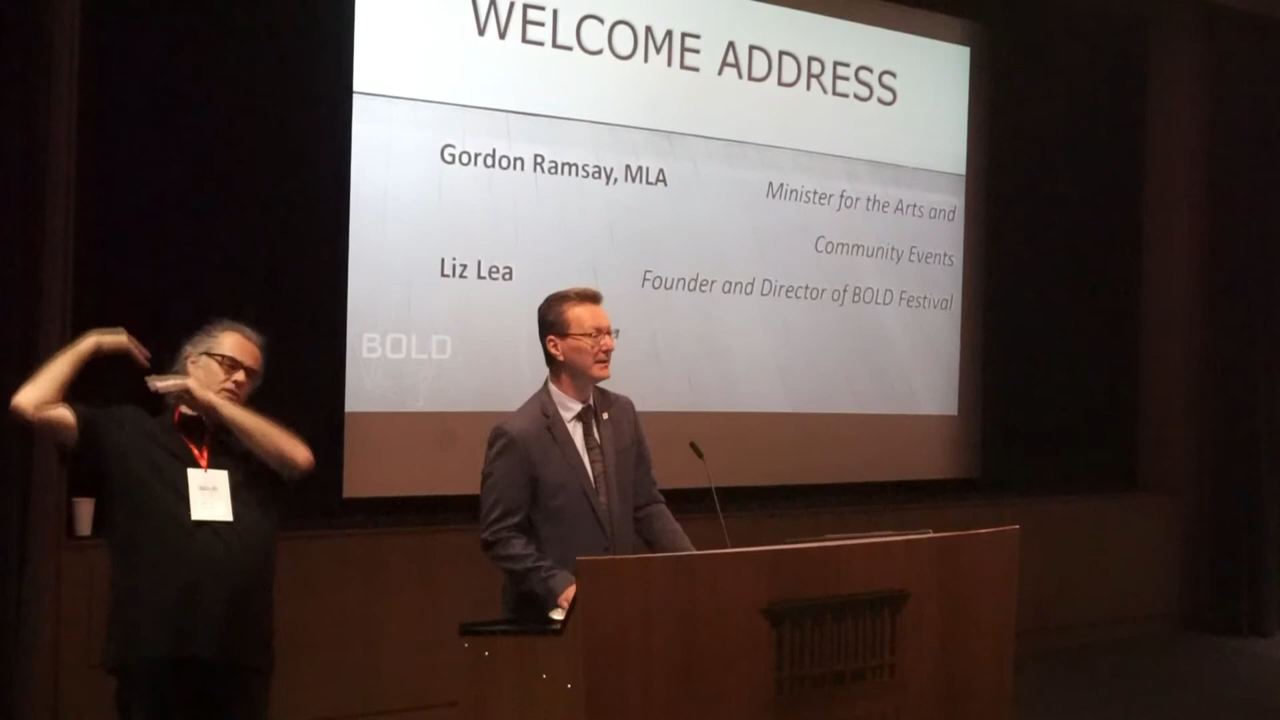 WELCOME ADDRESS
Gordon Ramsay, MLA
Minister for the Arts and
Community Events
Liz Lea
Founder and Director of BOLD Festival
BOLD